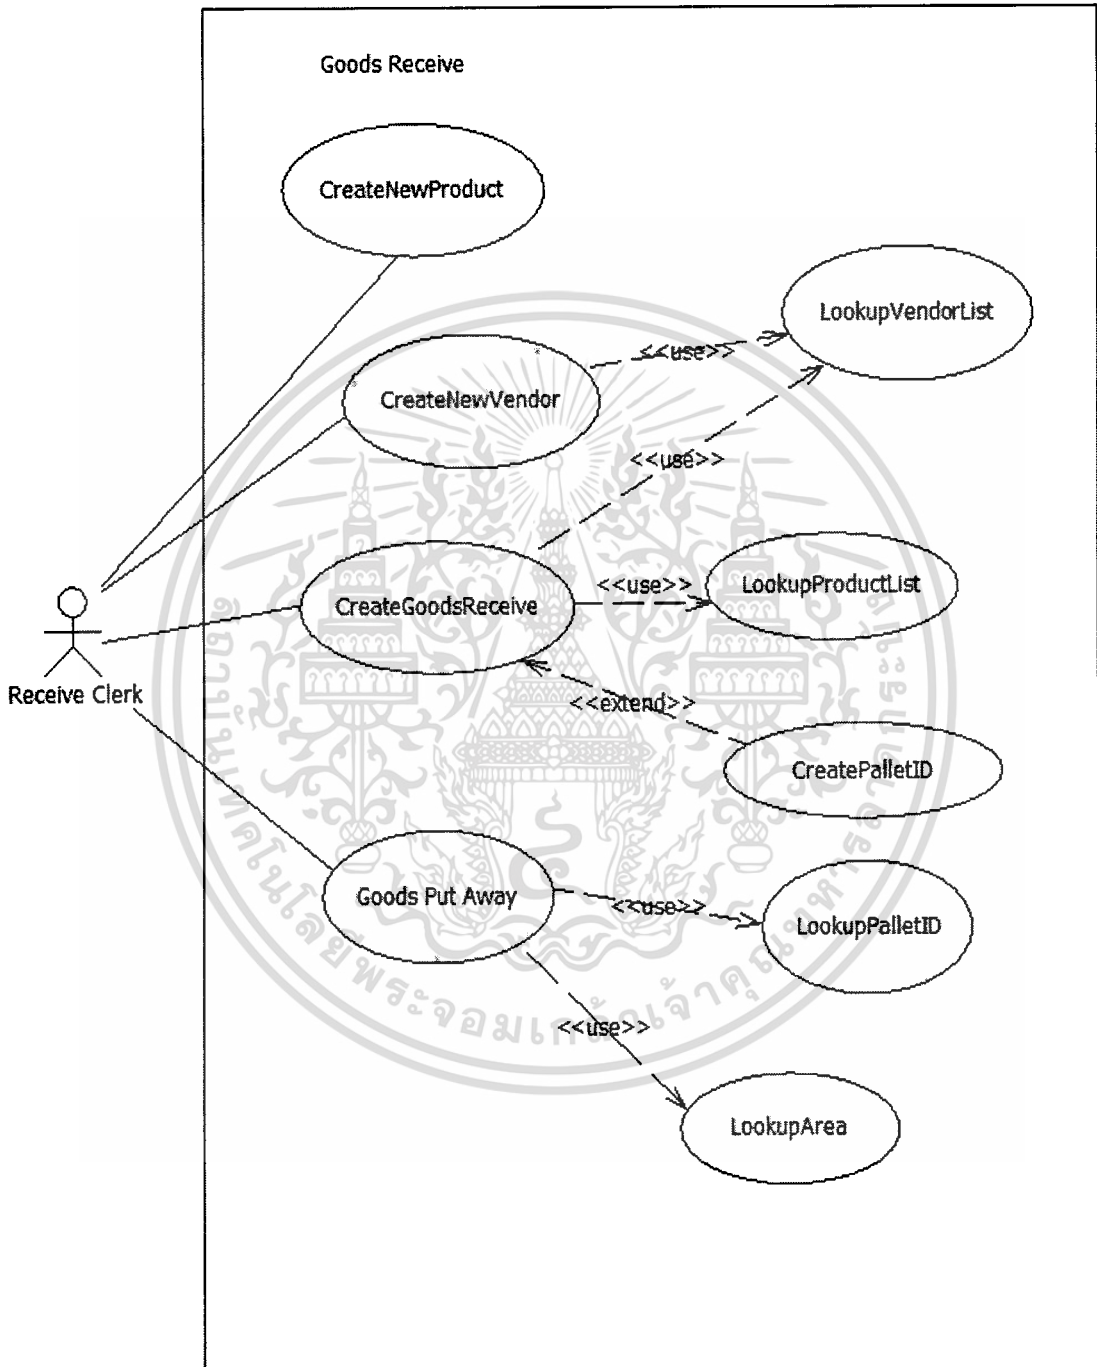 Goods Receive
CreateNewProduct
LookupVendorList
<<use>>
CreateNewVendor
<<use>>
LookupProductList
<<use>>
CreateGoodsReceive
Receive Clerk
<<extend>>
CreatePalletID
Goods Put Away
<<use>>
LookupPalletID
<<use>>
LookupArea